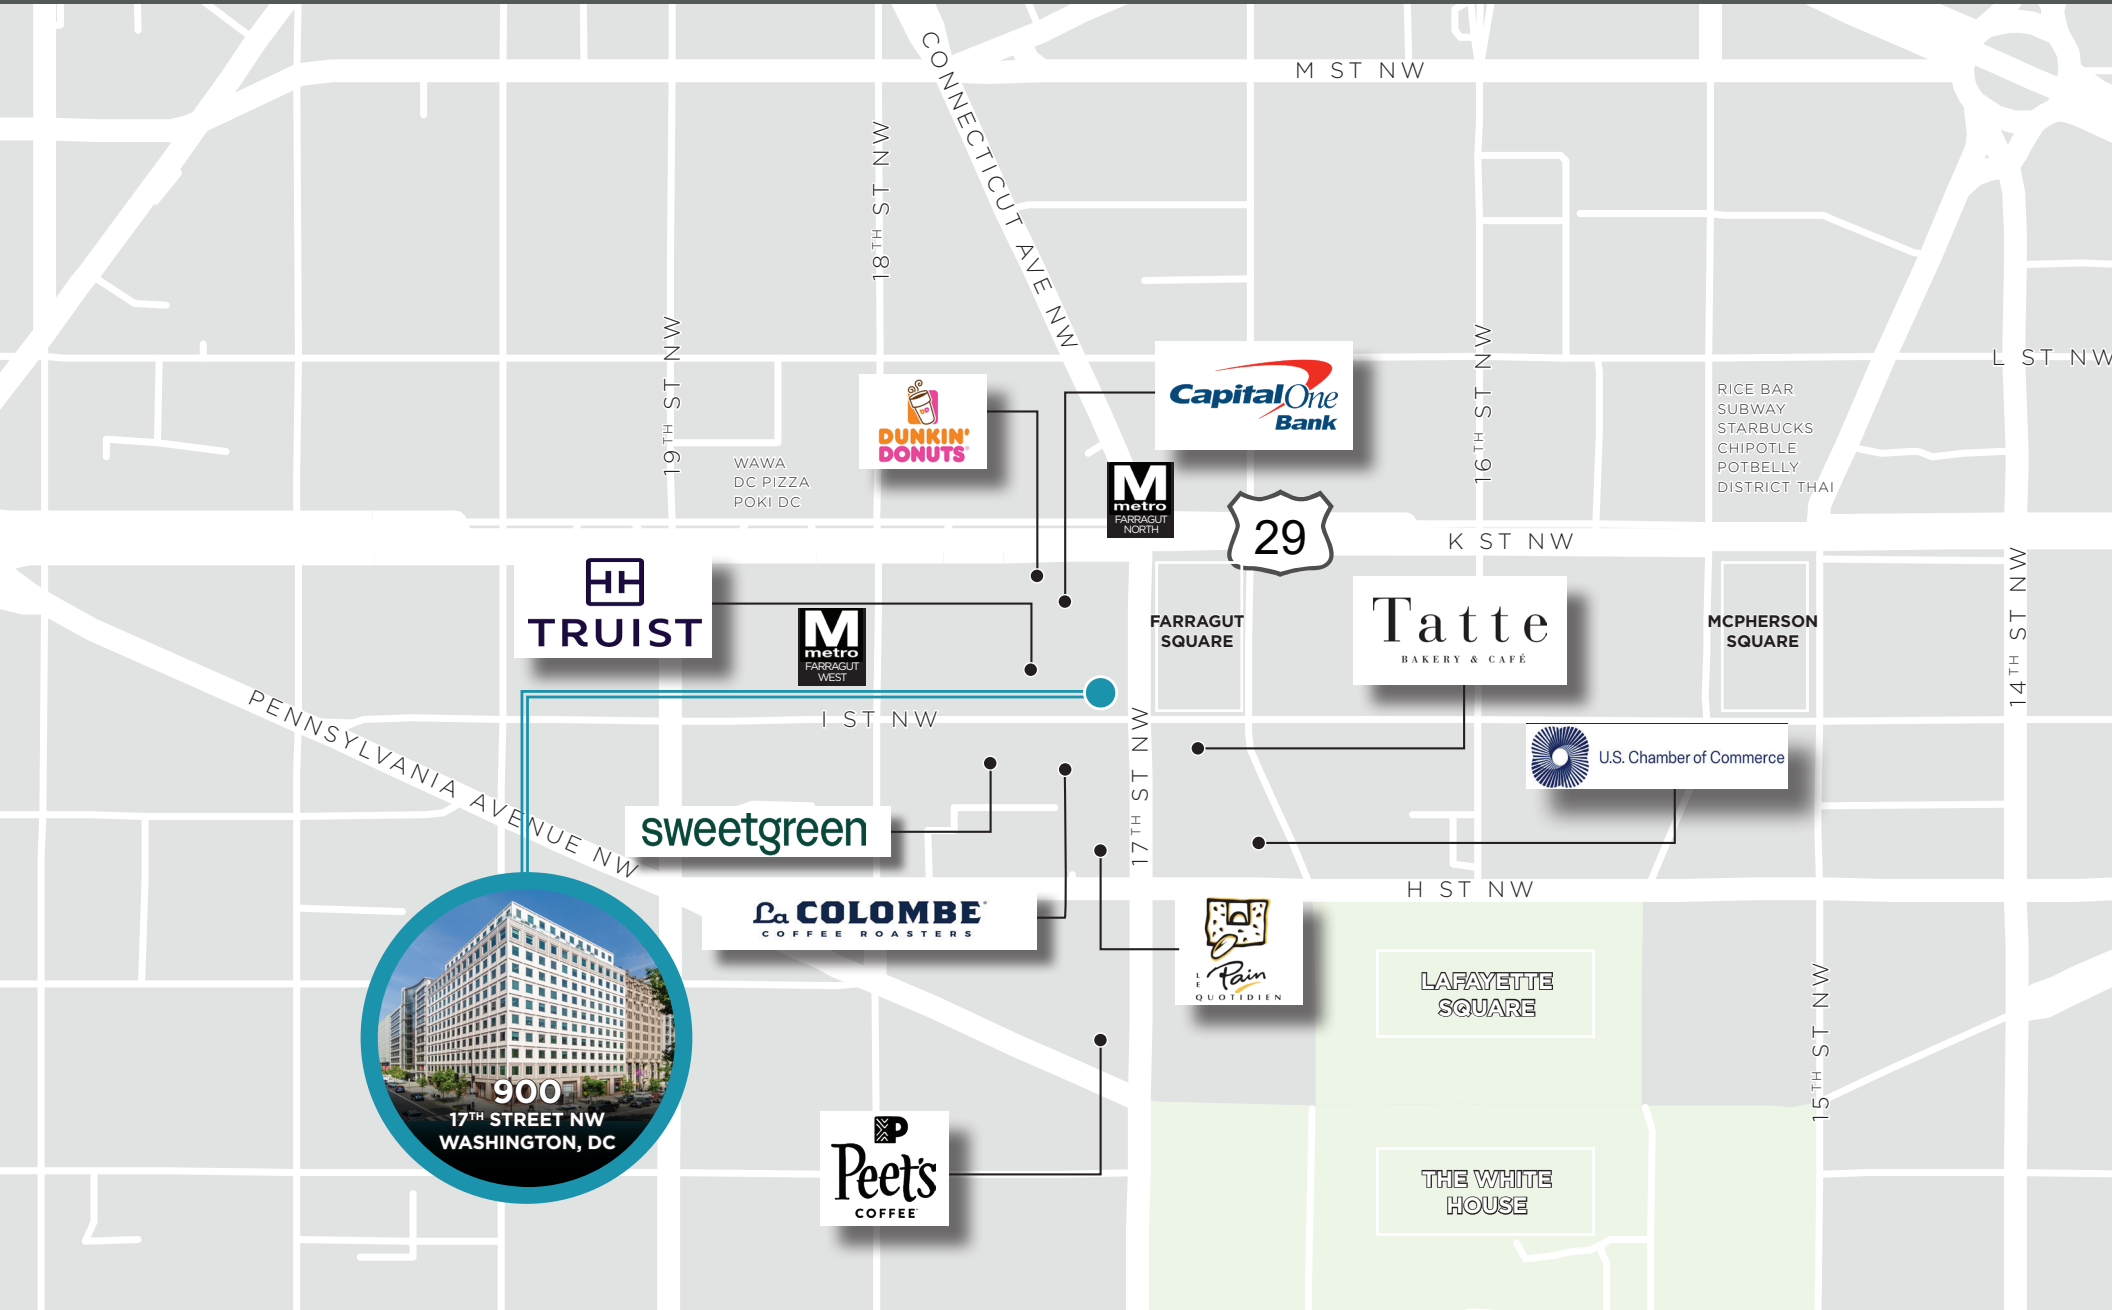 M ST NW
CONNECTICUT AVE NW
18TH ST NW
19TH ST NW
16TH ST NW
L ST NW
CapitalOne
Bank
DUNKIN'
DONUTS
DD
RICE BAR
SUBWAY
STARBUCKS
CHIPOTLE
POTBELLY
DISTRICT THAI
WAWA
DC PIZZA
POKI DC
M
metro
FARRAGUT
NORTH
29
K ST NW
TRUIST
M
metro
FARRAGUT
WEST
FARRAGUT
SQUARE
Tatte
BAKERY & CAFÉ
MCPHERSON
SQUARE
14TH ST NW
PENNSYLVANIA AVENUE NW
I ST NW
17TH ST NW
U.S. Chamber of Commerce
sweetgreen
H ST NW
La COLOMBE
COFFEE ROASTERS
LE Pain
QUOTIDIEN
LAFAYETTE
SQUARE
15TH ST NW
900
17TH STREET NW
WASHINGTON, DC
P
Peet's
COFFEE
THE WHITE
HOUSE